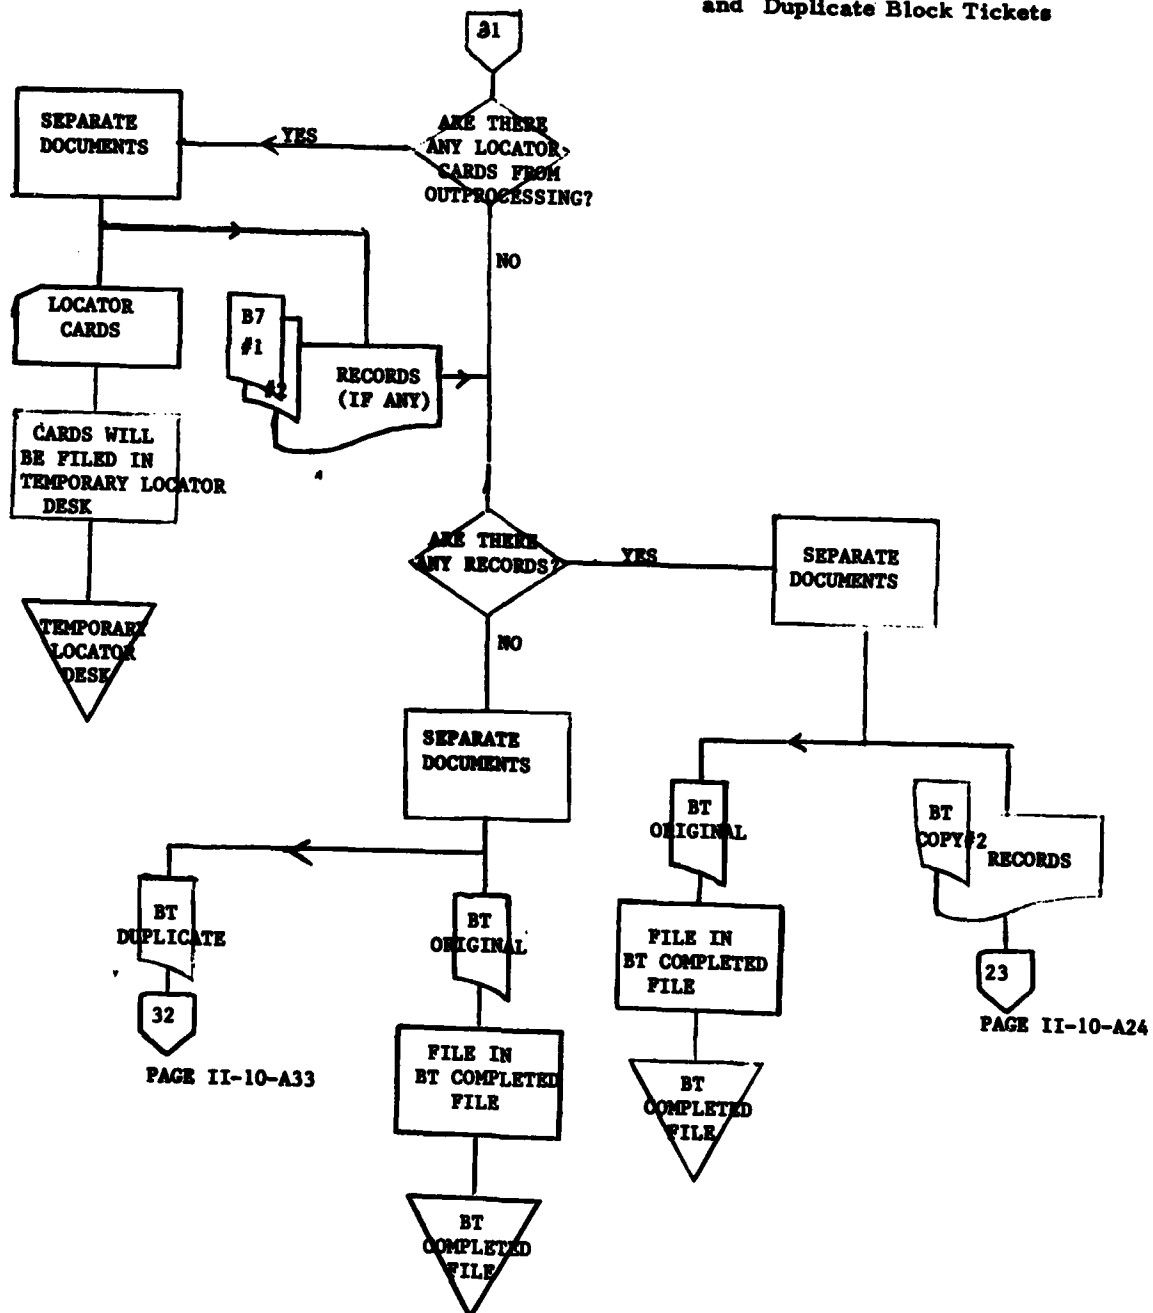 and Duplicate Block Tickets
31
ARE THERE
ANY LOCATOR
CARDS FROM
OUTPROCESSING?
YES
SEPARATE
DOCUMENTS
NO
LOCATOR
CARDS
B7
#1
#2
RECORDS
(IF ANY)
CARDS WILL
BE FILED IN
TEMPORARY LOCATOR
DESK
TEMPORARY
LOCATOR
DESK
ARE THERE
ANY RECORDS?
YES
SEPARATE
DOCUMENTS
NO
SEPARATE
DOCUMENTS
BT
ORIGINAL
BT
COPY#2
RECORDS
BT
DUPLICATE
BT
ORIGINAL
FILE IN
BT COMPLETED
FILE
23
PAGE II-10-A24
32
PAGE II-10-A33
FILE IN
BT COMPLETED
FILE
BT
COMPLETED
FILE
BT
COMPLETED
FILE